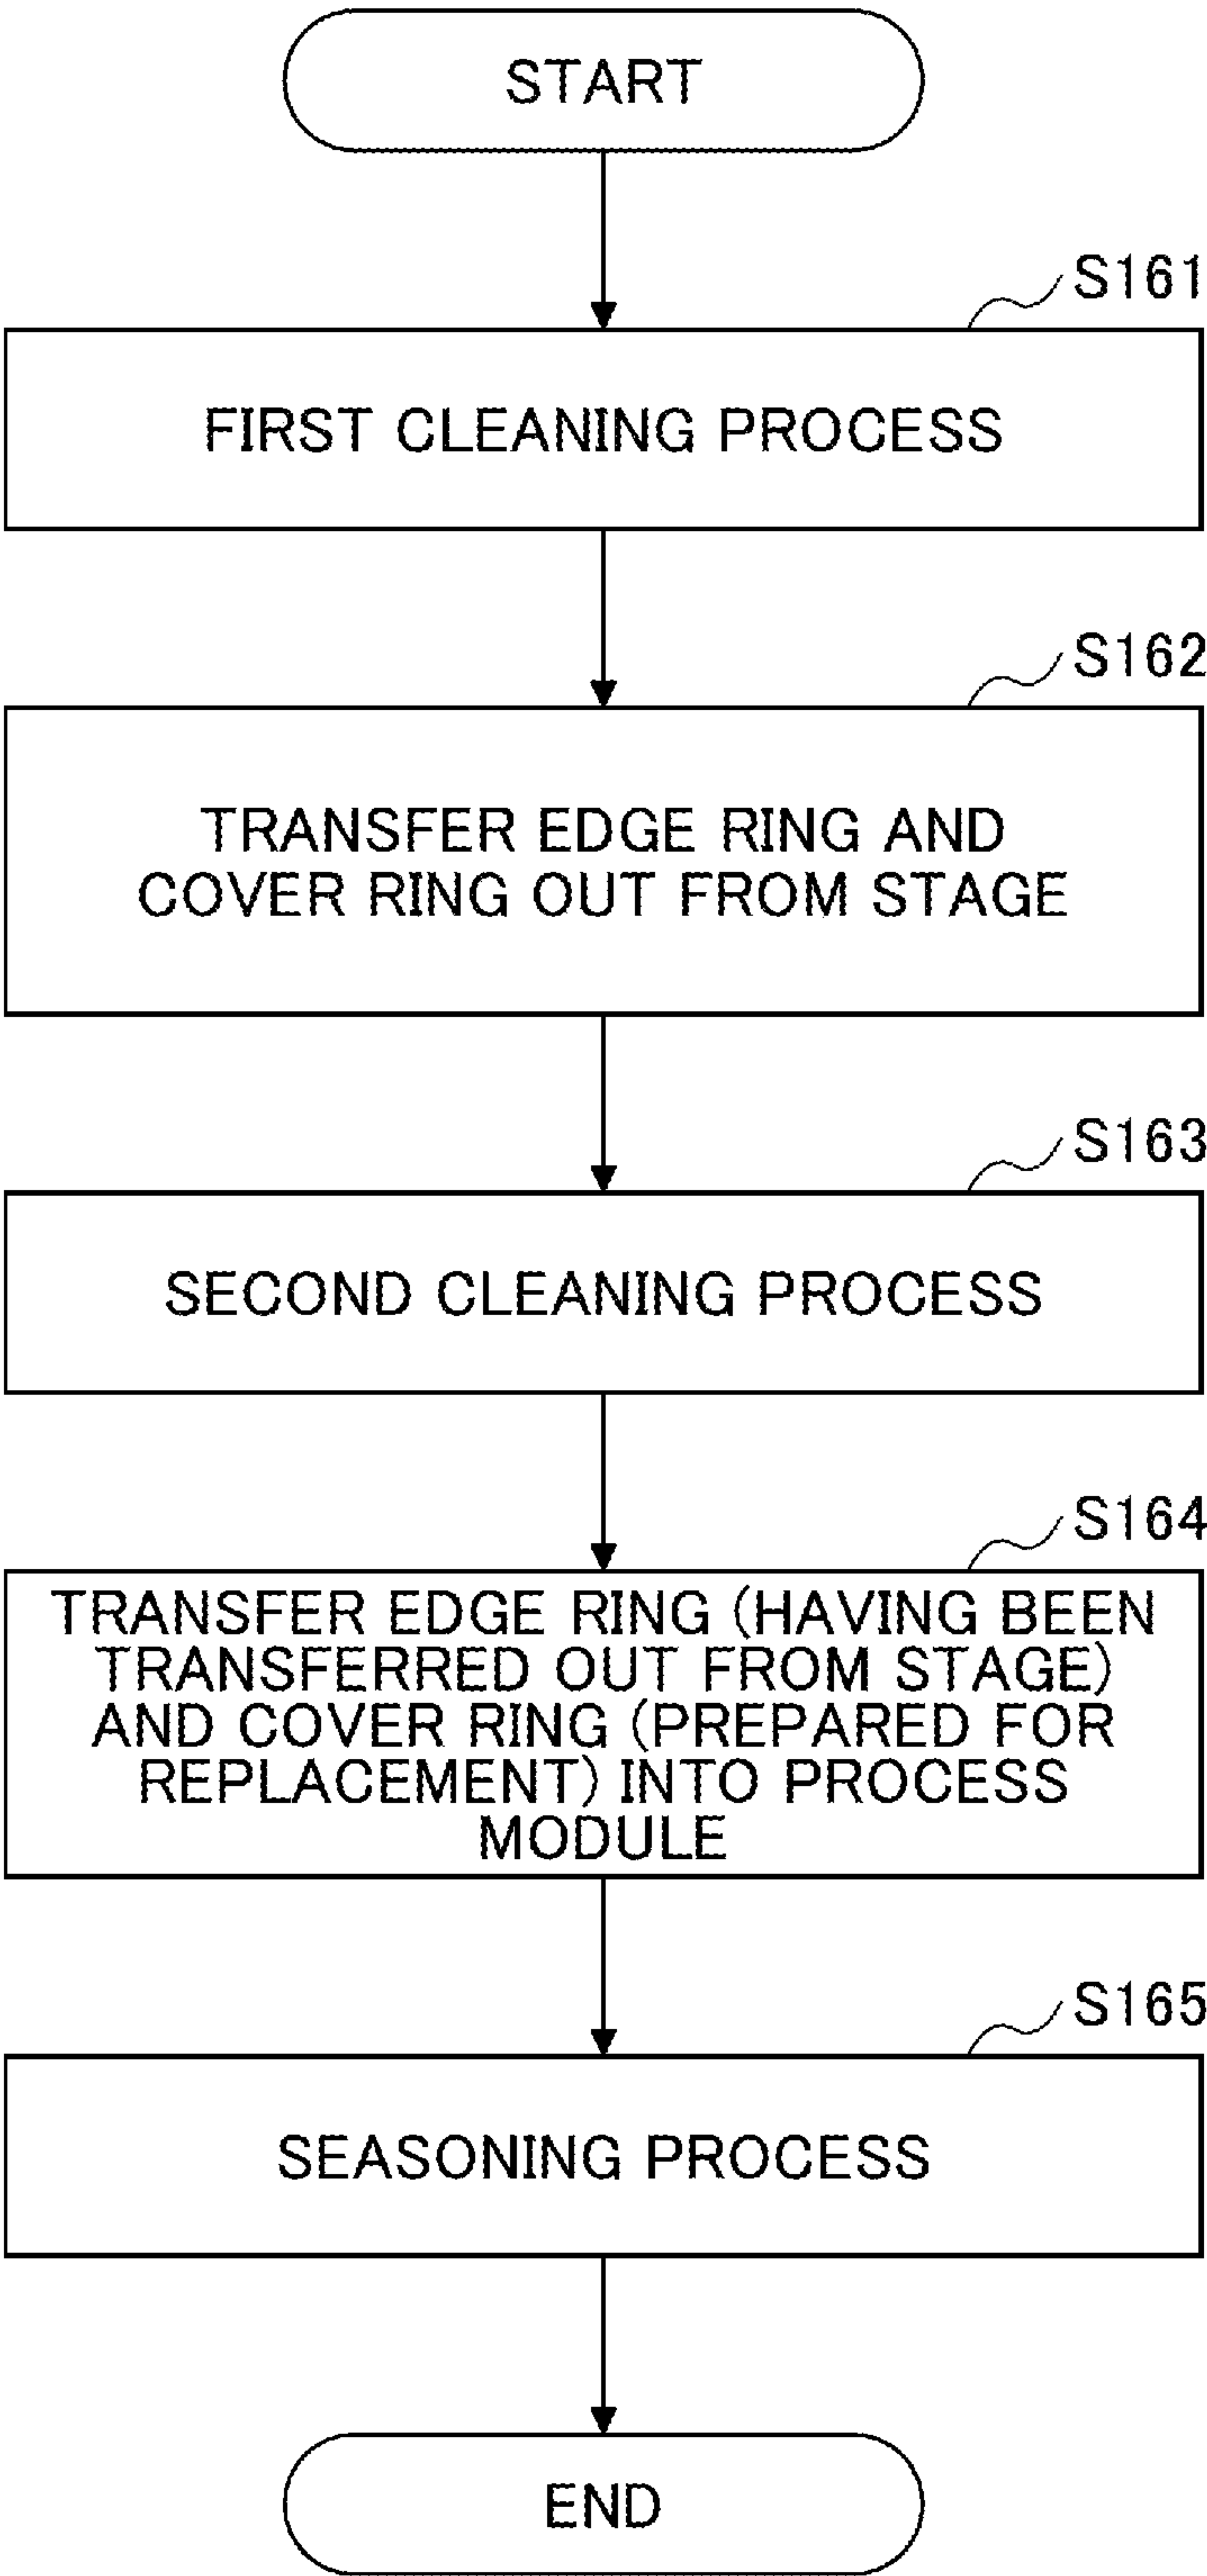 START
S161
FIRST CLEANING PROCESS
S162
TRANSFER EDGE RING AND
COVER RING OUT FROM STAGE
S163
SECOND CLEANING PROCESS
S164
TRANSFER EDGE RING (HAVING BEEN
TRANSFERRED OUT FROM STAGE)
AND COVER RING (PREPARED FOR
REPLACEMENT) INTO PROCESS
MODULE
S165
SEASONING PROCESS
END